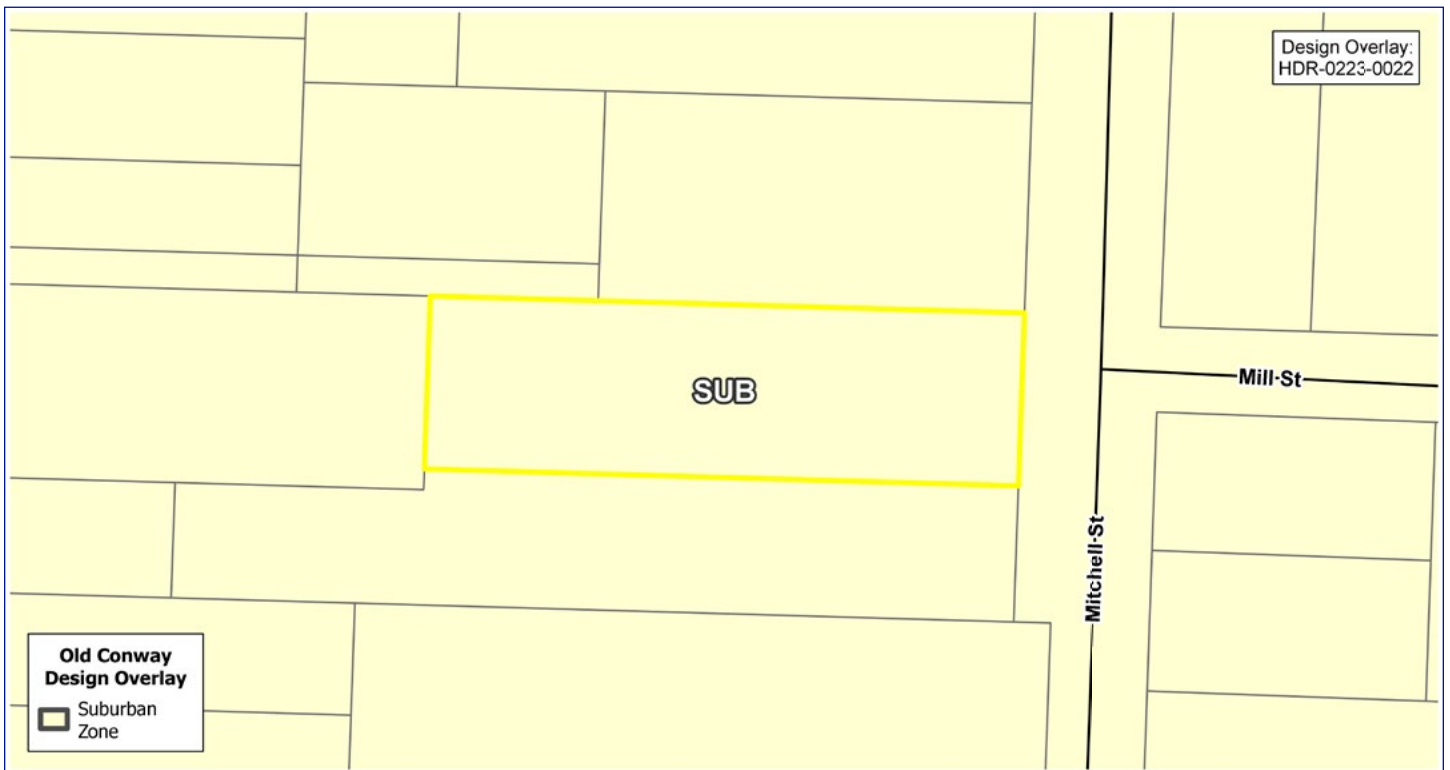 Design Overlay:
HDR-0223-0022
SUB
Mill St
Mitchell St
Old Conway
Design Overlay
Suburban
Zone